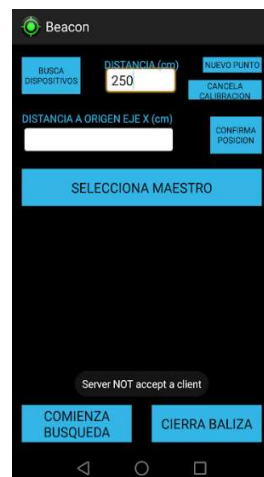 Beacon
BUSCA
DISPOSITIVOS
DISTANCIA (cm)
250
NUEVO PUNTO
CANCELA
CALIBRACION
DISTANCIA A ORIGEN EJE X (cm)
CONFIRMA
POSICION
SELECCIONA MAESTRO
Server NOT accept a client
COMIENZA
BUSQUEDA
CIERRA BALIZA